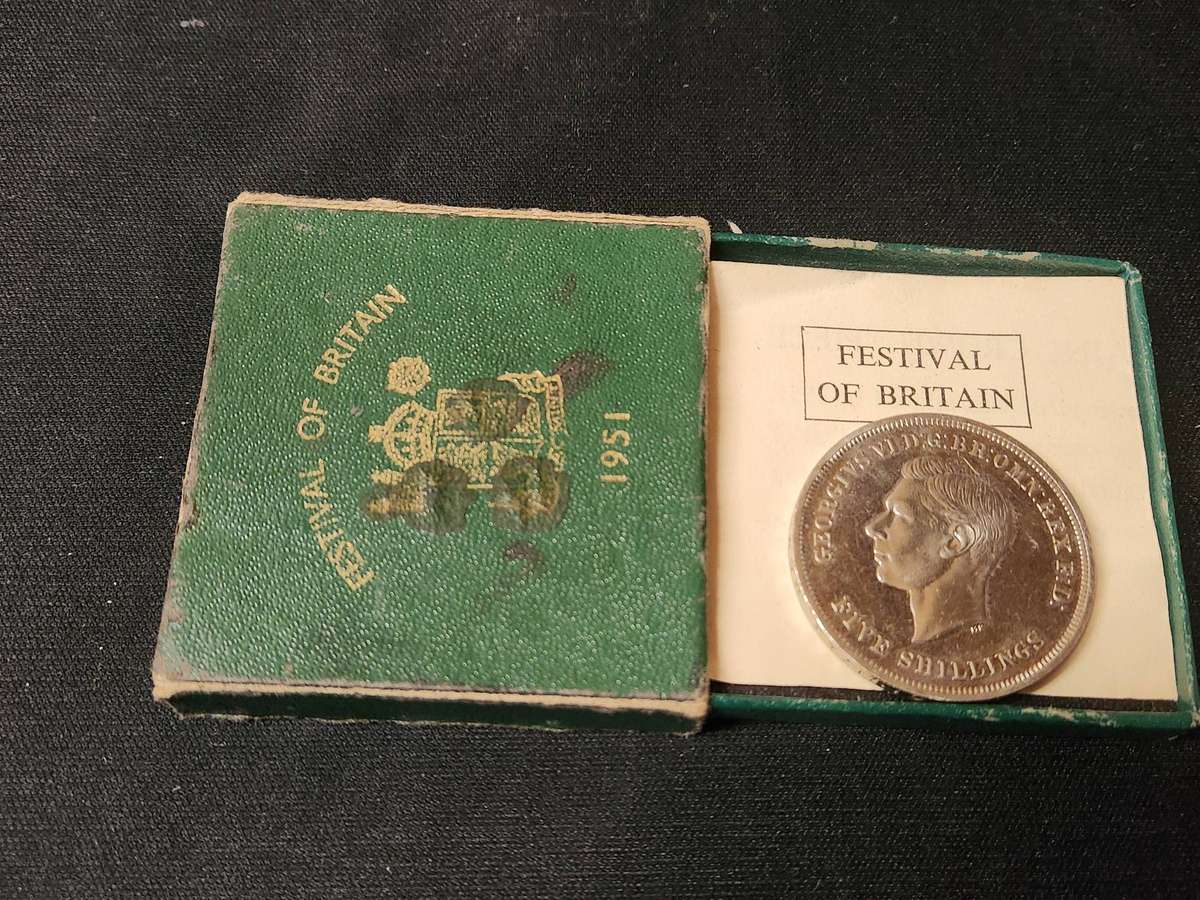 FESTIVAL OF BRITAIN
1951
FESTIVAL
OF BRITAIN
GEORGIVS VI D:G:BR:OMN:REX F:D:
FIVE SHILLINGS